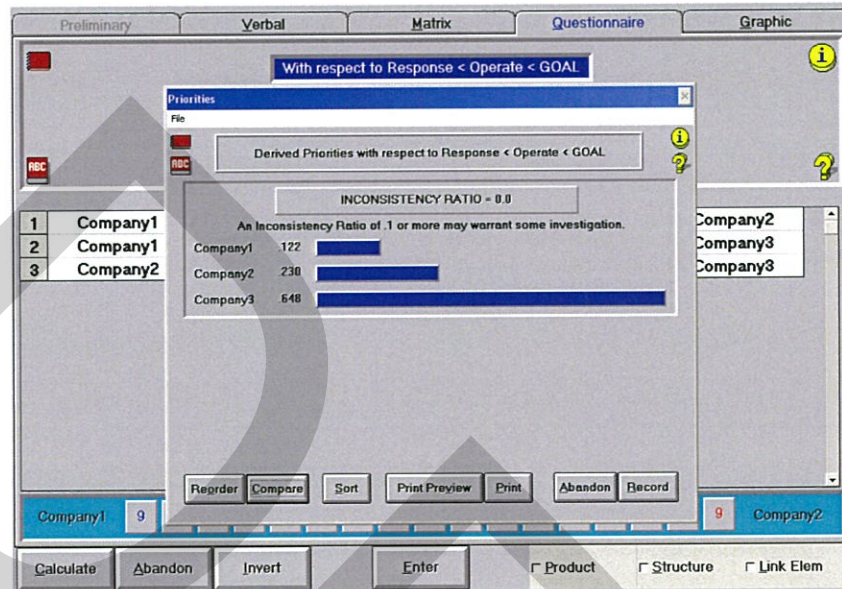 Preliminary Verbal Matrix Questionnaire Graphic
With respect to Response < Operate < GOAL
Priorities
File
Derived Priorities with respect to Response < Operate < GOAL
ABC
ABC
INCONSISTENCY RATIO = 0.0
An Inconsistency Ratio of .1 or more may warrant some investigation.
1 Company1 Company2
2 Company1 Company3
3 Company2 Company3
Company1 .122
Company2 .230
Company3 .648
Reorder Compare Sort Print Preview Print Abandon Record
Company1 9 9 Company2
Calculate Abandon Invert Enter Product Structure Link Elem